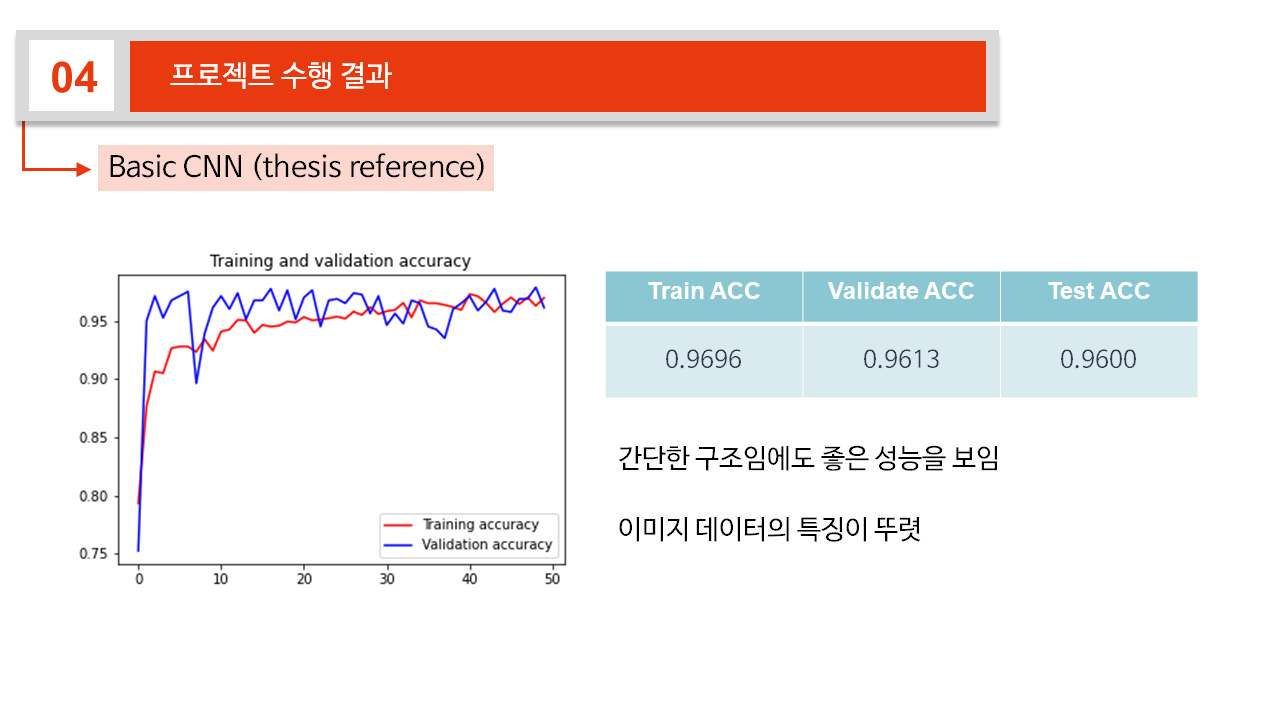 04
프로젝트 수행 결과
Basic CNN (thesis reference)
Training and validation accuracy
0.95
0.90
0.85
0.80
0.75
0 10 20 30 40 50
Training accuracy
Validation accuracy
Train ACC Validate ACC Test ACC
0.9696 0.9613 0.9600
간단한 구조임에도 좋은 성능을 보임
이미지 데이터의 특징이 뚜렷